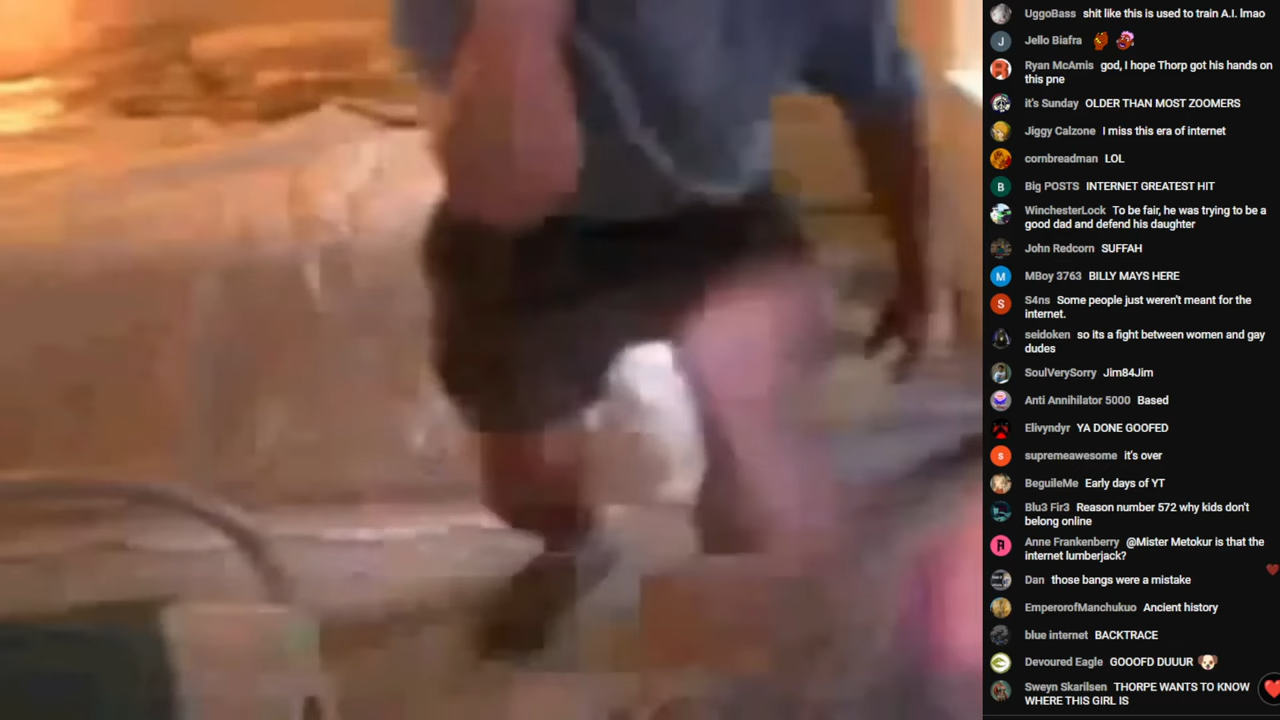 UggoBass shit like this is used to train A.I. lmao
Jello Biafra
Ryan McAmis god, I hope Thorp got his hands on
this pne
it's Sunday OLDER THAN MOST ZOOMERS
Jiggy Calzone I miss this era of internet
cornbreadman LOL
Big POSTS INTERNET GREATEST HIT
WinchesterLock To be fair, he was trying to be a
good dad and defend his daughter
John Redcorn SUFFAH
MBoy 3763 BILLY MAYS HERE
S4ns Some people just weren't meant for the
internet.
seidoken so its a fight between women and gay
dudes
SoulVerySorry Jim84Jim
Anti Annihilator 5000 Based
Elivyndyr YA DONE GOOFED
supremeawesome it's over
BeguileMe Early days of YT
Blu3 Fir3 Reason number 572 why kids don't
belong online
Anne Frankenberry @Mister Metokur is that the
internet lumberjack?
Dan those bangs were a mistake
EmperorofManchukuo Ancient history
blue internet BACKTRACE
Devoured Eagle GOOOFD DUUUR
Sweyn Skarilsen THORPE WANTS TO KNOW
WHERE THIS GIRL IS